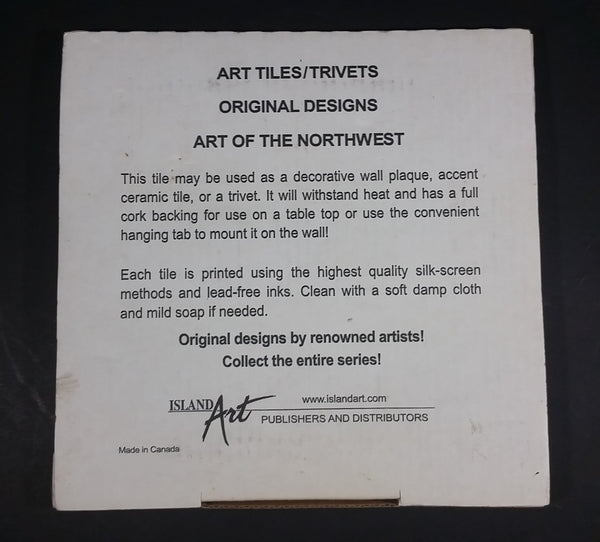 ART TILES/TRIVETS
ORIGINAL DESIGNS
ART OF THE NORTHWEST
This tile may be used as a decorative wall plaque, accent
ceramic tile, or a trivet. It will withstand heat and has a full
cork backing for use on a table top or use the convenient
hanging tab to mount it on the wall!
Each tile is printed using the highest quality silk-screen
methods and lead-free inks. Clean with a soft damp cloth
and mild soap if needed.
Original designs by renowned artists!
Collect the entire series!
ISLAND Art www.islandart.com
PUBLISHERS AND DISTRIBUTORS
Made in Canada